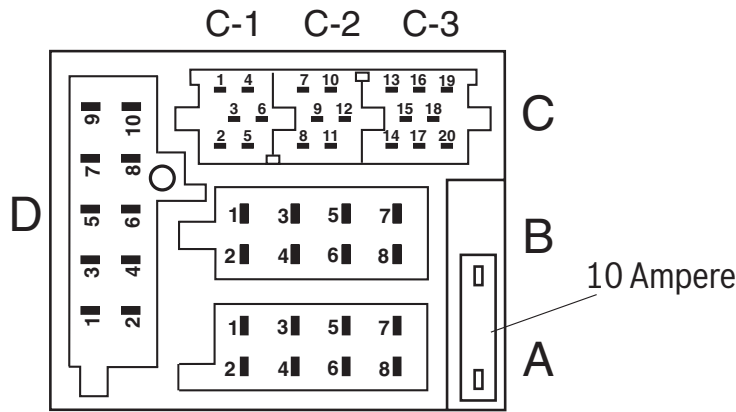 C-1 C-2 C-3
1 4 7 10 13 16 19
3 6 9 12 15 18
2 5 8 11 14 17 20
C
9 10
7 8
5 6
3 4
1 2
D
1 3 5 7
2 4 6 8
B
10 Ampere
1 3 5 7
2 4 6 8
A